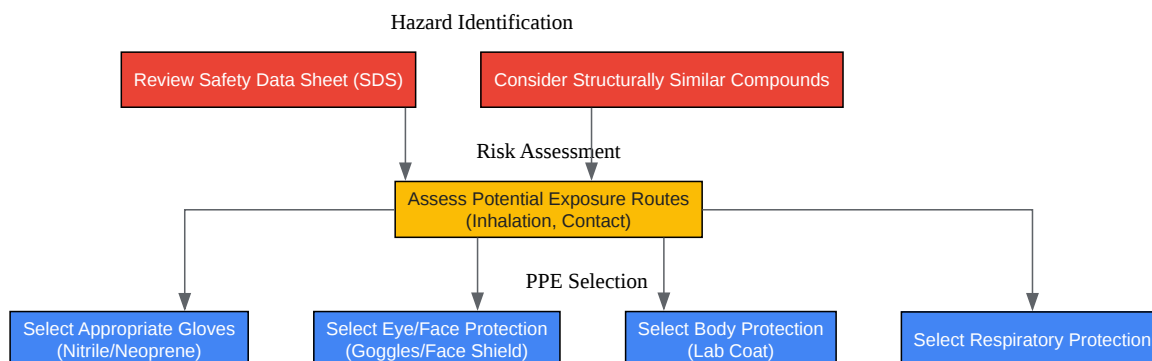 Hazard Identification
Review Safety Data Sheet (SDS)
Consider Structurally Similar Compounds
Risk Assessment
Assess Potential Exposure Routes
(Inhalation, Contact)
PPE Selection
Select Appropriate Gloves
(Nitrile/Neoprene)
Select Eye/Face Protection
(Goggles/Face Shield)
Select Body Protection
(Lab Coat)
Select Respiratory Protection